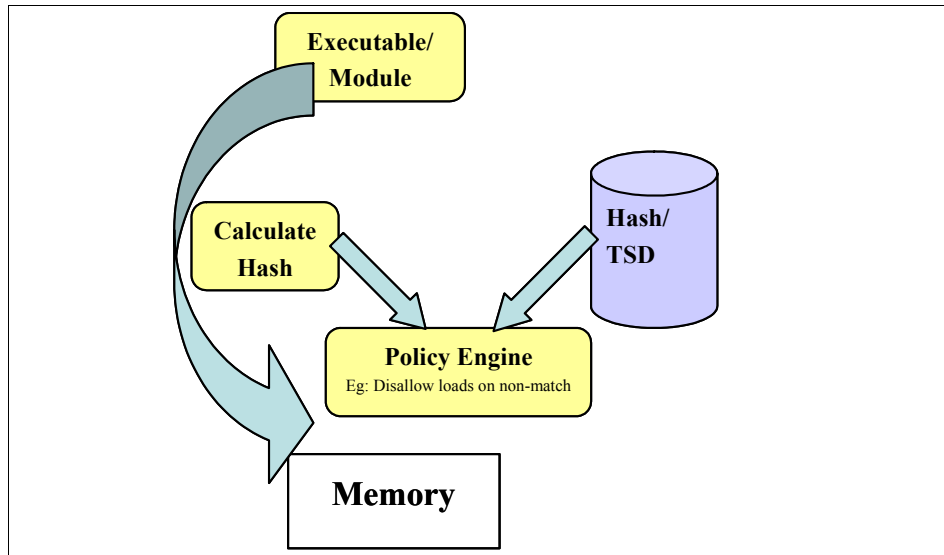 Executable/
Module
Calculate
Hash
Hash/
TSD
Policy Engine
Eg: Disallow loads on non-match
Memory